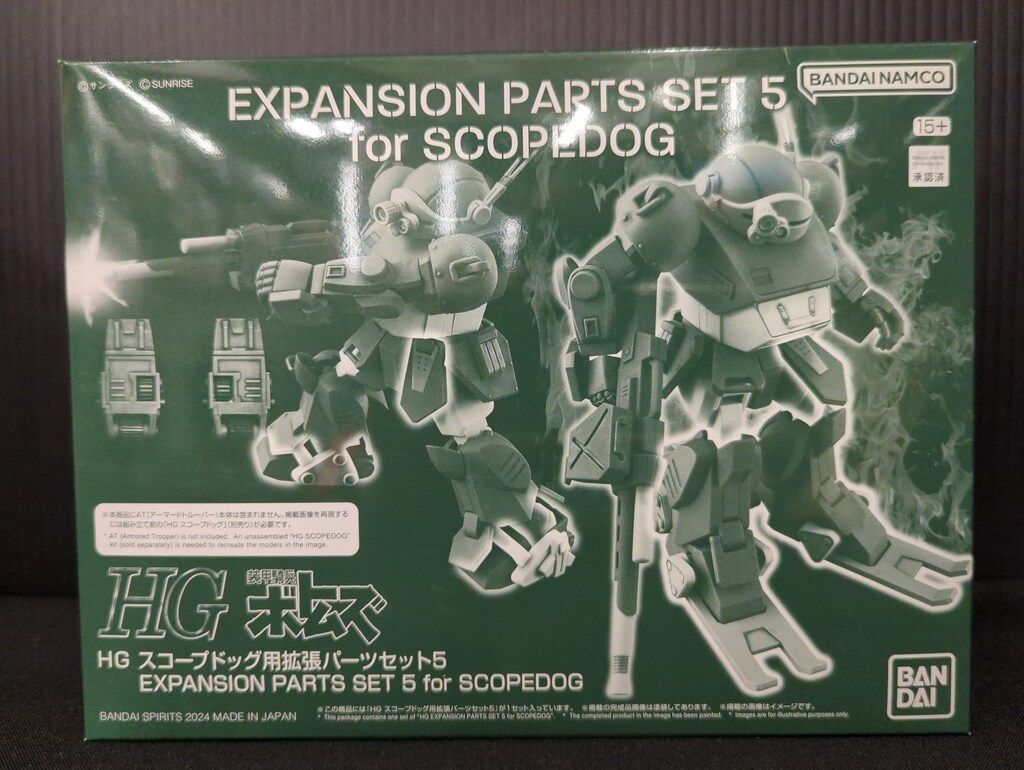 ©サンライズ ©SUNRISE
EXPANSION PARTS SET 5
for SCOPEDOG
BANDAI NAMCO
15+
承認済
※本商品にAT(アーマードトルーパー)本体は含まれません。掲載画像を再現する
には組み立て前の「HG スコープドッグ」(別売り)が必要です。
* AT (Armored Trooper) is not included. An unassembled "HG SCOPEDOG"
kit (sold separately) is needed to recreate the models in the image.
HG 装甲騎兵
ボトムズ
HG スコープドッグ用拡張パーツセット5
EXPANSION PARTS SET 5 for SCOPEDOG
BAN
DAI
BANDAI SPIRITS 2024 MADE IN JAPAN
※この商品には「HG スコープドッグ用拡張パーツセット5」が1セット入っています。 ※掲載の完成品画像は塗装してあります。 ※掲載の画像はイメージです。
* This package contains one set of "HG EXPANSION PARTS SET 5 for SCOPEDOG". * The completed product in the image has been painted. * Images are for illustrative purposes only.